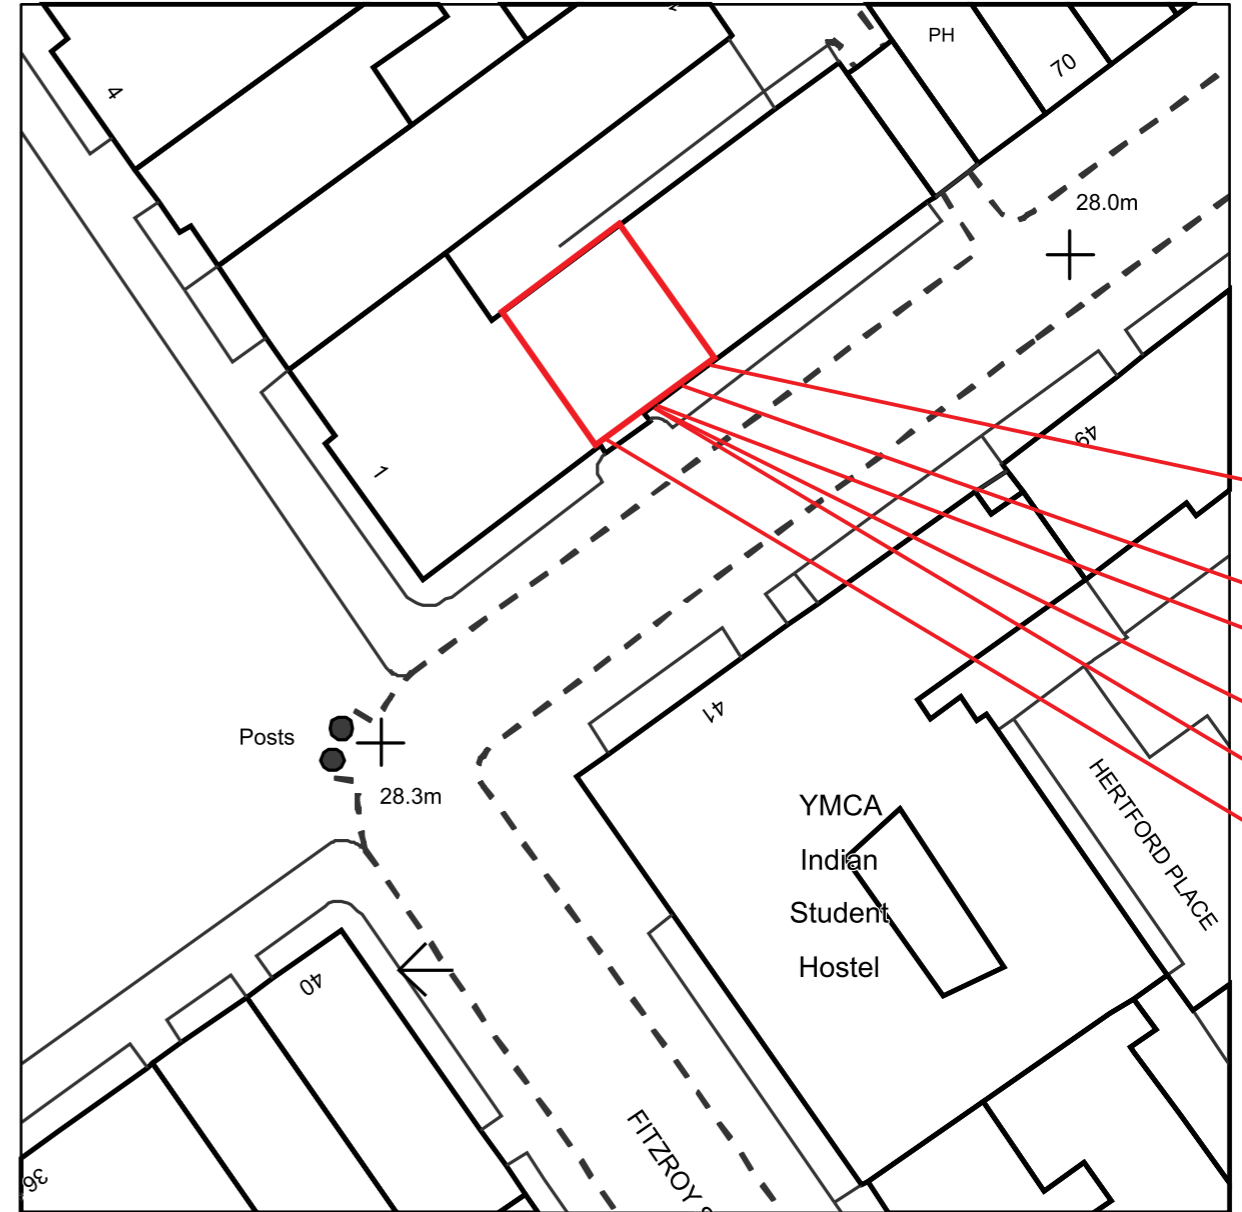 PH
70
4
28.0m
49
1
41
Posts
28.3m
YMCA
Indian
Student
Hostel
HERTFORD PLACE
40
FITZROY
36